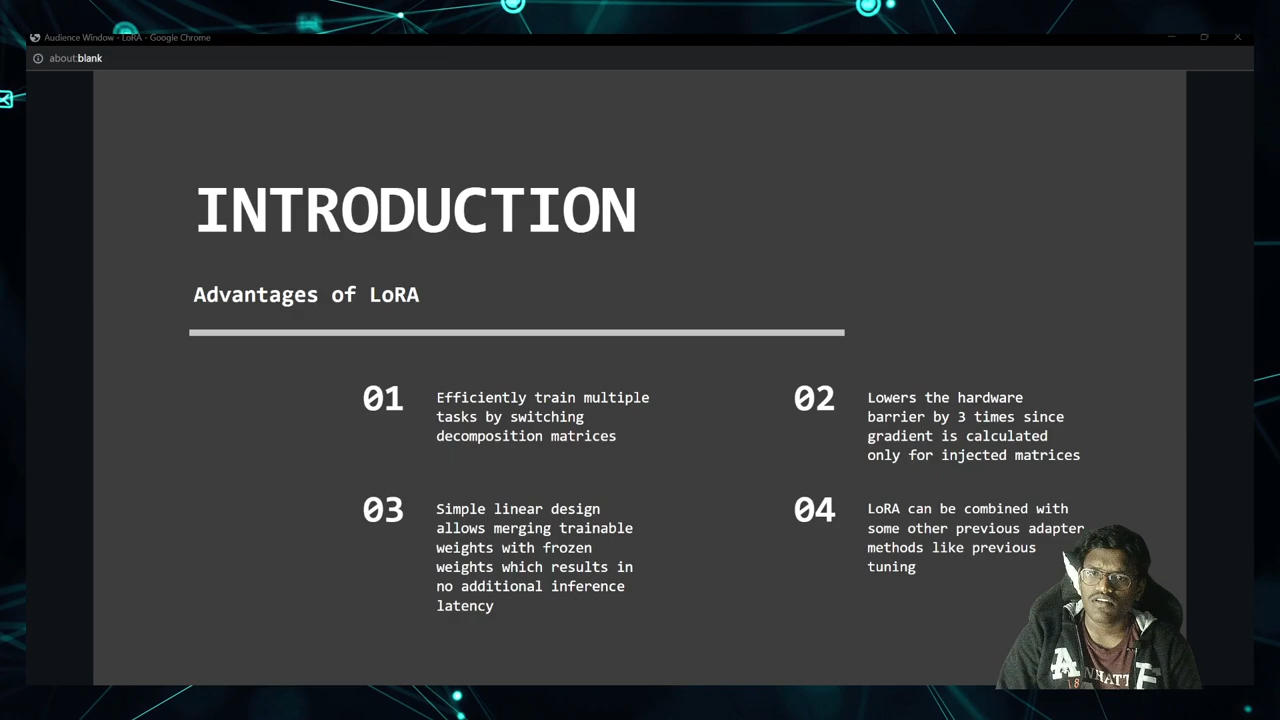 Audience Window - LoRA - Google Chrome
about:blank
INTRODUCTION
Advantages of LoRA
01
Efficiently train multiple
tasks by switching
decomposition matrices
02
Lowers the hardware
barrier by 3 times since
gradient is calculated
only for injected matrices
03
Simple linear design
allows merging trainable
weights with frozen
weights which results in
no additional inference
latency
04
LoRA can be combined with
some other previous adapter
methods like previous
tuning